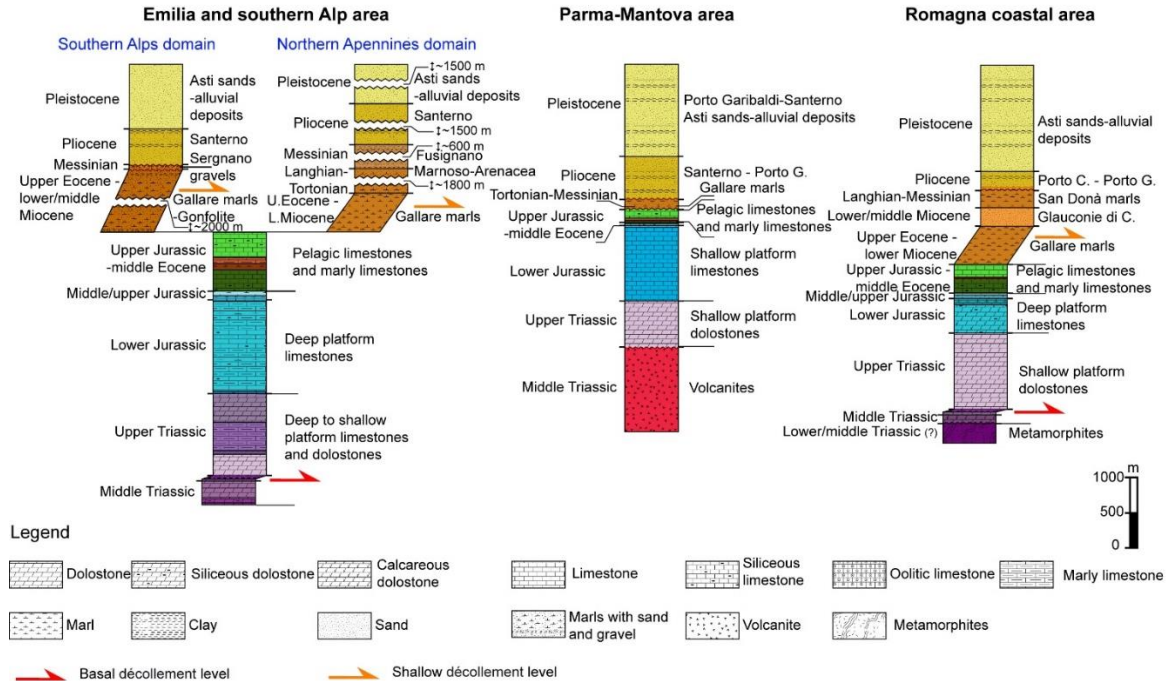 Emilia and southern Alp area
Southern Alps domain
Northern Apennines domain
Pleistocene
Asti sands
-alluvial
deposits
Pliocene
Santerno
Messinian
Sergnano
gravels
Upper Eocene -
lower/middle
Miocene
Gallare marls
-Gonfolite
~2000 m
Pleistocene
~1500 m
Asti sands
-alluvial deposits
Santerno
Pliocene
~1500 m
~600 m
Messinian
Fusignano
Langhian-
Tortonian
Marnoso-Arenacea
~1800 m
U.Eocene -
L.Miocene
Gallare marls
Upper Jurassic
-middle Eocene
Pelagic limestones
and marly limestones
Middle/upper Jurassic
Lower Jurassic
Deep platform
limestones
Upper Triassic
Deep to shallow
platform limestones
and dolostones
Middle Triassic
Parma-Mantova area
Pleistocene
Porto Garibaldi-Santerno
Asti sands-alluvial deposits
Pliocene
Santerno - Porto G.
Tortonian-Messinian
Gallare marls
Upper Jurassic
-middle Eocene
Pelagic limestones
and marly limestones
Lower Jurassic
Shallow platform
limestones
Upper Triassic
Shallow platform
dolostones
Middle Triassic
Volcanites
Romagna coastal area
Pleistocene
Asti sands-alluvial
deposits
Pliocene
Porto C. - Porto G.
Langhian-Messinian
San Donà marls
Lower/middle Miocene
Glauconie di C.
Upper Eocene -
lower Miocene
Gallare marls
Upper Jurassic -
middle Eocene
Pelagic limestones
and marly limestones
Middle/upper Jurassic
Lower Jurassic
Deep platform
limestones
Upper Triassic
Shallow platform
dolostones
Middle Triassic
Lower/middle Triassic (?)
Metamorphites
m
1000
500
0
Legend
Dolostone
Siliceous dolostone
Calcareous
dolostone
Limestone
Siliceous
limestone
Oolitic limestone
Marly limestone
Marl
Clay
Sand
Marls with sand
and gravel
Volcanite
Metamorphites
Basal décollement level
Shallow décollement level